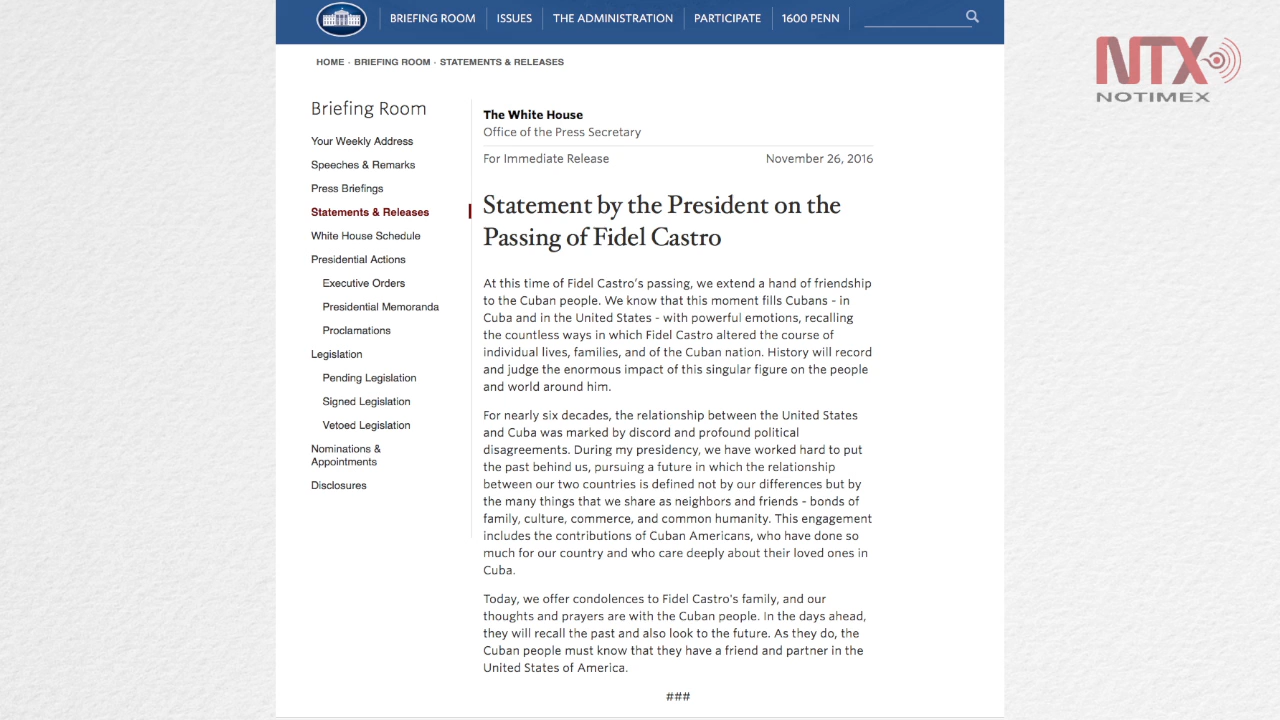 BRIEFING ROOM
ISSUES
THE ADMINISTRATION
PARTICIPATE
1600 PENN
NTX
NOTIMEX
HOME · BRIEFING ROOM · STATEMENTS & RELEASES
Briefing Room
Your Weekly Address
Speeches & Remarks
Press Briefings
Statements & Releases
White House Schedule
Presidential Actions
Executive Orders
Presidential Memoranda
Proclamations
Legislation
Pending Legislation
Signed Legislation
Vetoed Legislation
Nominations &
Appointments
Disclosures
The White House
Office of the Press Secretary
For Immediate Release
November 26, 2016
Statement by the President on the
Passing of Fidel Castro
At this time of Fidel Castro's passing, we extend a hand of friendship
to the Cuban people. We know that this moment fills Cubans - in
Cuba and in the United States - with powerful emotions, recalling
the countless ways in which Fidel Castro altered the course of
individual lives, families, and of the Cuban nation. History will record
and judge the enormous impact of this singular figure on the people
and world around him.
For nearly six decades, the relationship between the United States
and Cuba was marked by discord and profound political
disagreements. During my presidency, we have worked hard to put
the past behind us, pursuing a future in which the relationship
between our two countries is defined not by our differences but by
the many things that we share as neighbors and friends - bonds of
family, culture, commerce, and common humanity. This engagement
includes the contributions of Cuban Americans, who have done so
much for our country and who care deeply about their loved ones in
Cuba.
Today, we offer condolences to Fidel Castro's family, and our
thoughts and prayers are with the Cuban people. In the days ahead,
they will recall the past and also look to the future. As they do, the
Cuban people must know that they have a friend and partner in the
United States of America.
###